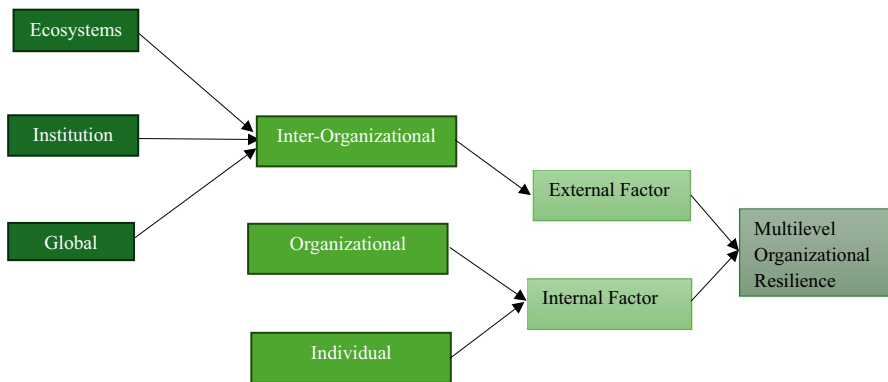 Ecosystems
Institution
Global
Inter-Organizational
Organizational
Individual
External Factor
Internal Factor
Multilevel
Organizational
Resilience